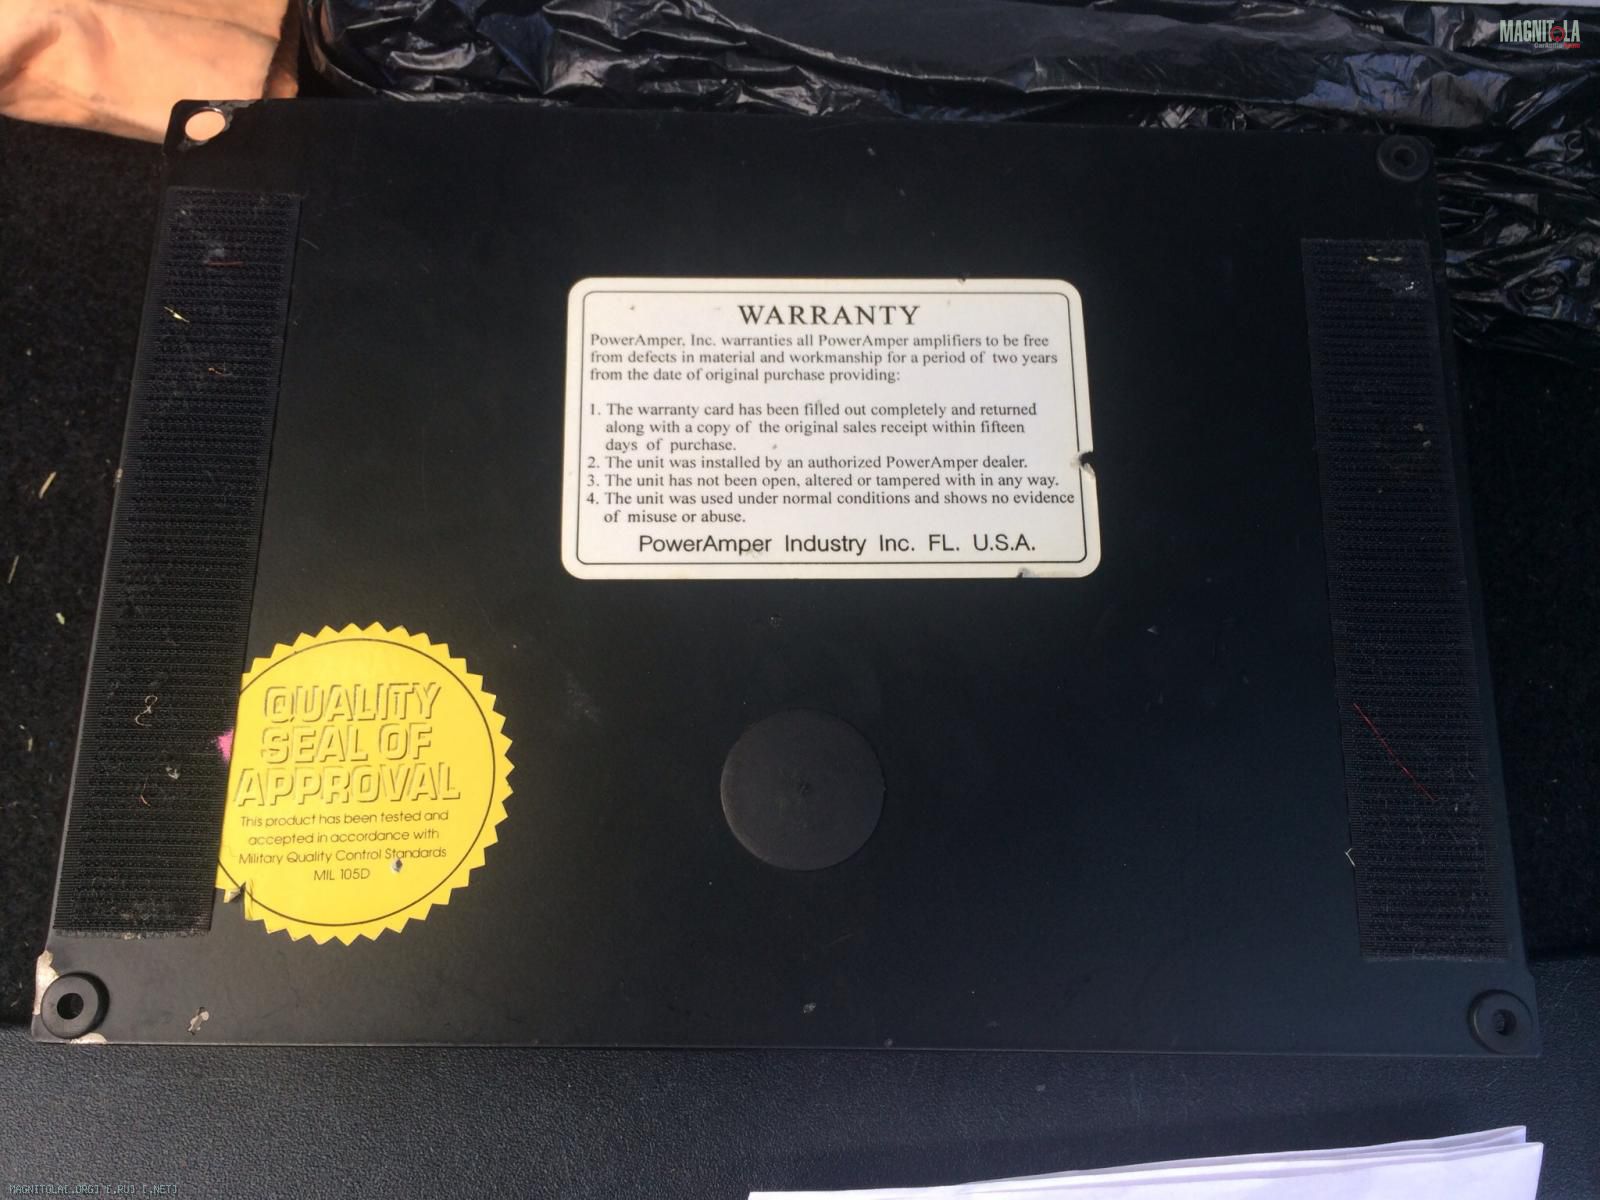 MAGNITOLA
WARRANTY
PowerAmper, Inc. warranties all PowerAmper amplifiers to be free
from defects in material and workmanship for a period of two years
from the date of original purchase providing:
1. The warranty card has been filled out completely and returned
along with a copy of the original sales receipt within fifteen
days of purchase.
2. The unit was installed by an authorized PowerAmper dealer.
3. The unit has not been open, altered or tampered with in any way.
4. The unit was used under normal conditions and shows no evidence
of misuse or abuse.
PowerAmper Industry Inc. FL. U.S.A.
QUALITY
SEAL OF
APPROVAL
This product has been tested and
accepted in accordance with
Military Quality Control Standards
MIL 105D
MAGNITOLA[.ORG] [.RU] [.NET]